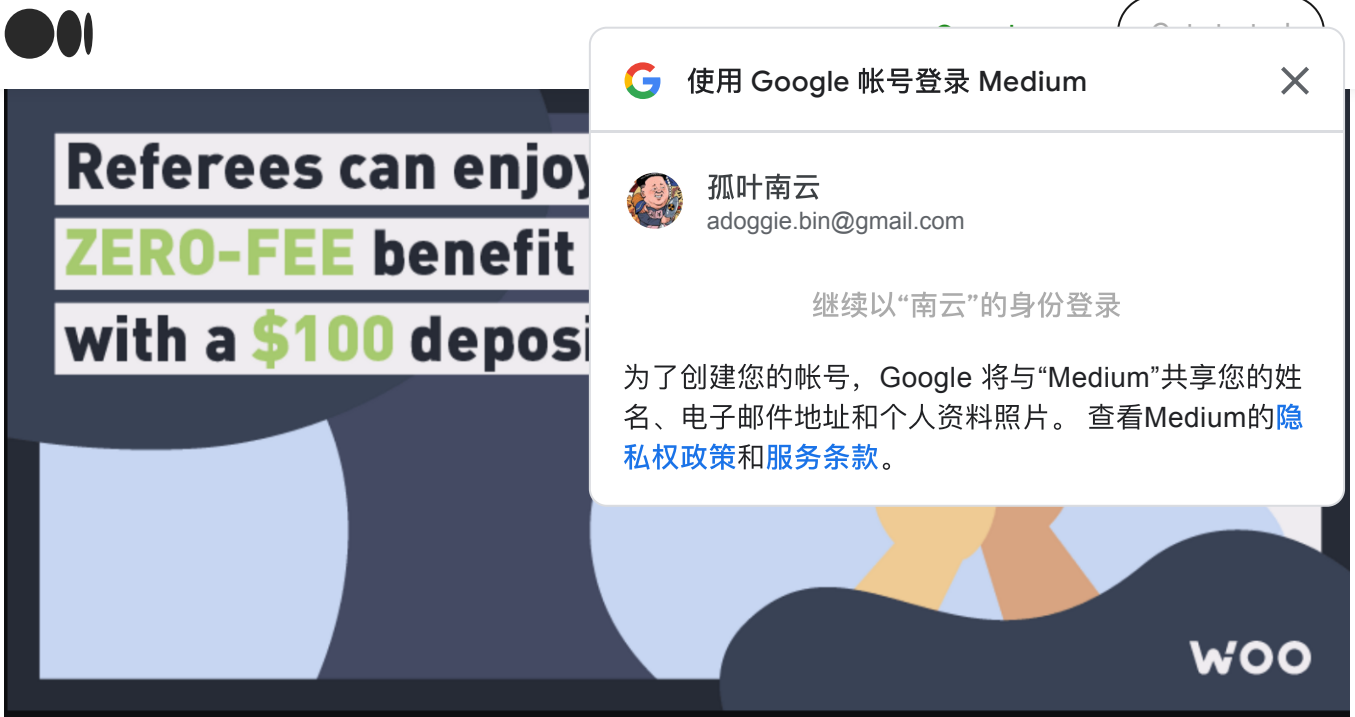 使用 Google 帐号登录 Medium
Referees can enjoy
ZERO-FEE benefit
with a $100 deposi
孤叶南云
adoggie.bin@gmail.com
继续以“南云”的身份登录
为了创建您的帐号，Google 将与“Medium”共享您的姓
名、电子邮件地址和个人资料照片。 查看Medium的隐
私权政策和服务条款。
WOO